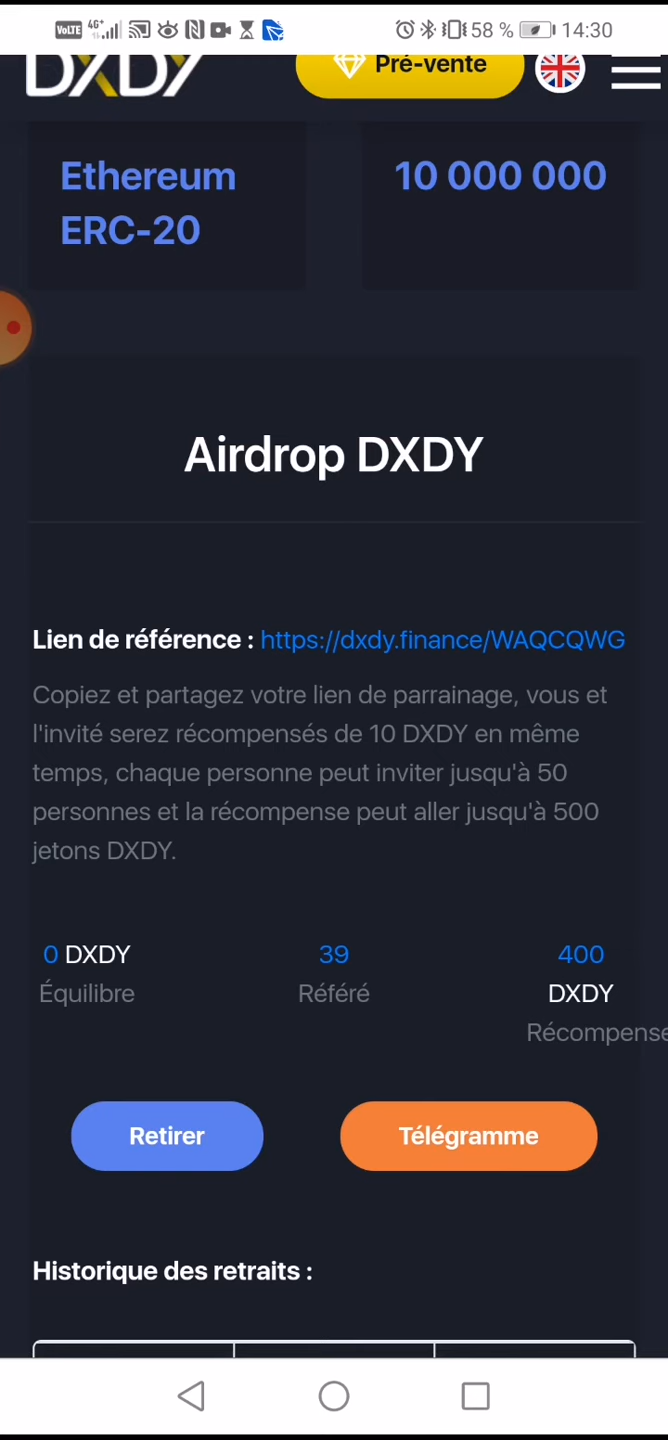 VoLTE 4G+ 58 % 14:30
DXDY Pré-vente
Ethereum
ERC-20
10 000 000
Airdrop DXDY
Lien de référence : https://dxdy.finance/WAQCQWG
Copiez et partagez votre lien de parrainage, vous et
l'invité serez récompensés de 10 DXDY en même
temps, chaque personne peut inviter jusqu'à 50
personnes et la récompense peut aller jusqu'à 500
jetons DXDY.
0 DXDY
Équilibre
39
Référé
400
DXDY
Récompense
Retirer
Télégramme
Historique des retraits :